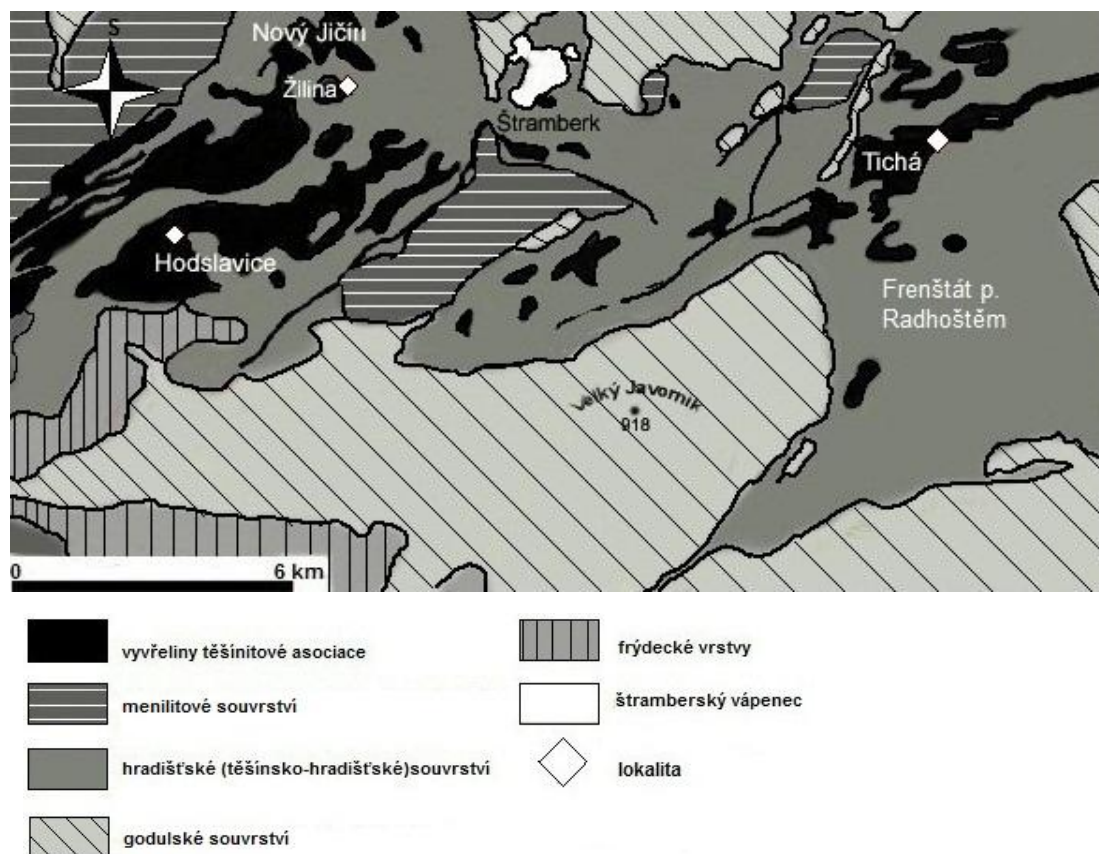 S
Nový Jičín
Žilina
Štramberk
Tichá
Hodslavice
Frenštát p.
Radhoštěm
Velký Javorník
918
0 6 km
vyvřeliny těšínitové asociace
frýdecké vrstvy
menilitové souvrství
štramberský vápenec
hradišťské (těšínsko-hradišťské)souvrství
lokalita
godulské souvrství